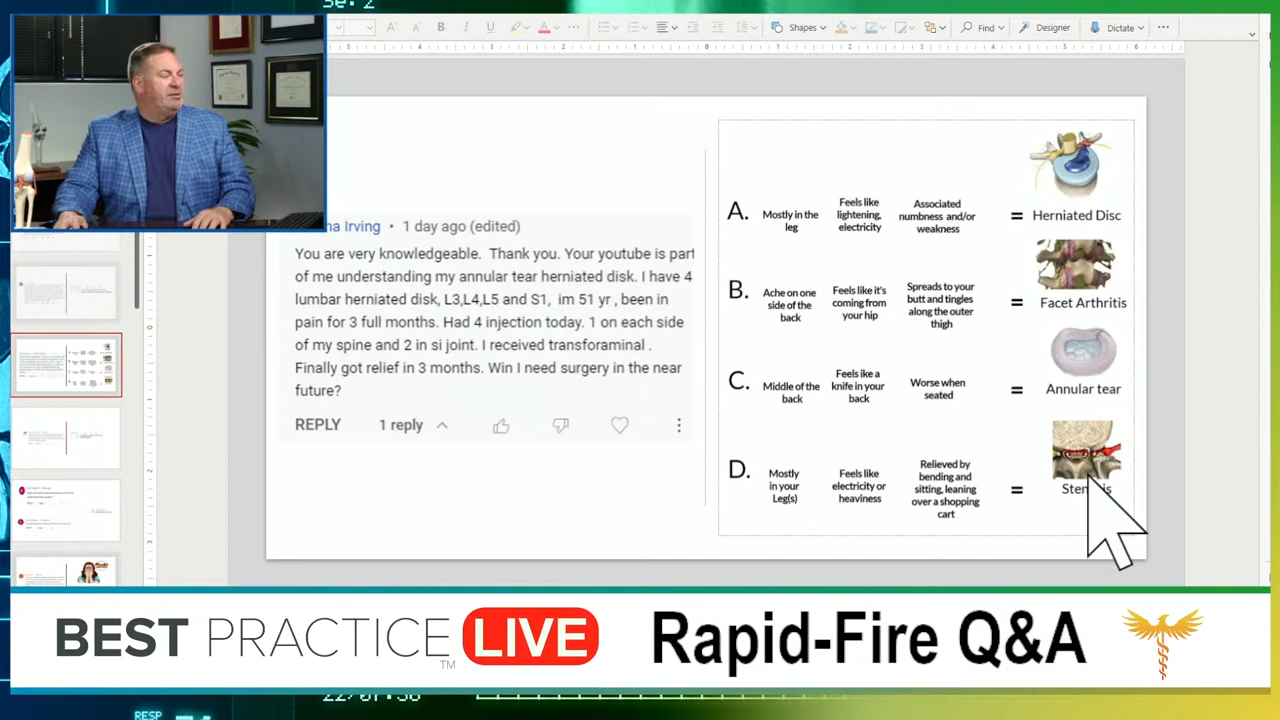 Shapes
Find
Designer
Dictate
na Irving • 1 day ago (edited)
You are very knowledgeable. Thank you. Your youtube is part
of me understanding my annular tear herniated disk. I have 4
lumbar herniated disk, L3,L4,L5 and S1, im 51 yr , been in
pain for 3 full months. Had 4 injection today. 1 on each side
of my spine and 2 in si joint. I received transforaminal .
Finally got relief in 3 months. Win I need surgery in the near
future?
REPLY
1 reply
A.
Mostly in the
leg
Feels like
lightening,
electricity
Associated
numbness and/or
weakness
= Herniated Disc
B.
Ache on one
side of the
back
Feels like it's
coming from
your hip
Spreads to your
butt and tingles
along the outer
thigh
= Facet Arthritis
C.
Middle of the
back
Feels like a
knife in your
back
Worse when
seated
= Annular tear
D.
Mostly
in your
Leg(s)
Feels like
electricity or
heaviness
Relieved by
bending and
sitting, leaning
over a shopping
cart
= Sten is
BEST PRACTICE LIVE
TM
Rapid-Fire Q&A
RESP